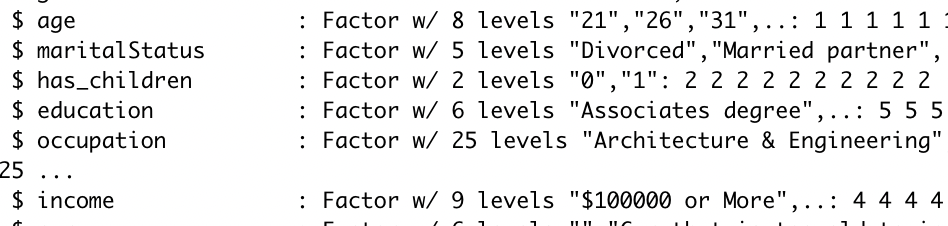 $ age : Factor w/ 8 levels "21","26","31",..: 1 1 1 1 1
$ maritalStatus : Factor w/ 5 levels "Divorced","Married partner",
$ has_children : Factor w/ 2 levels "0","1": 2 2 2 2 2 2 2 2 2 2
$ education : Factor w/ 6 levels "Associates degree",..: 5 5 5
$ occupation : Factor w/ 25 levels "Architecture & Engineering"
25 ...
$ income : Factor w/ 9 levels "$100000 or More",..: 4 4 4 4